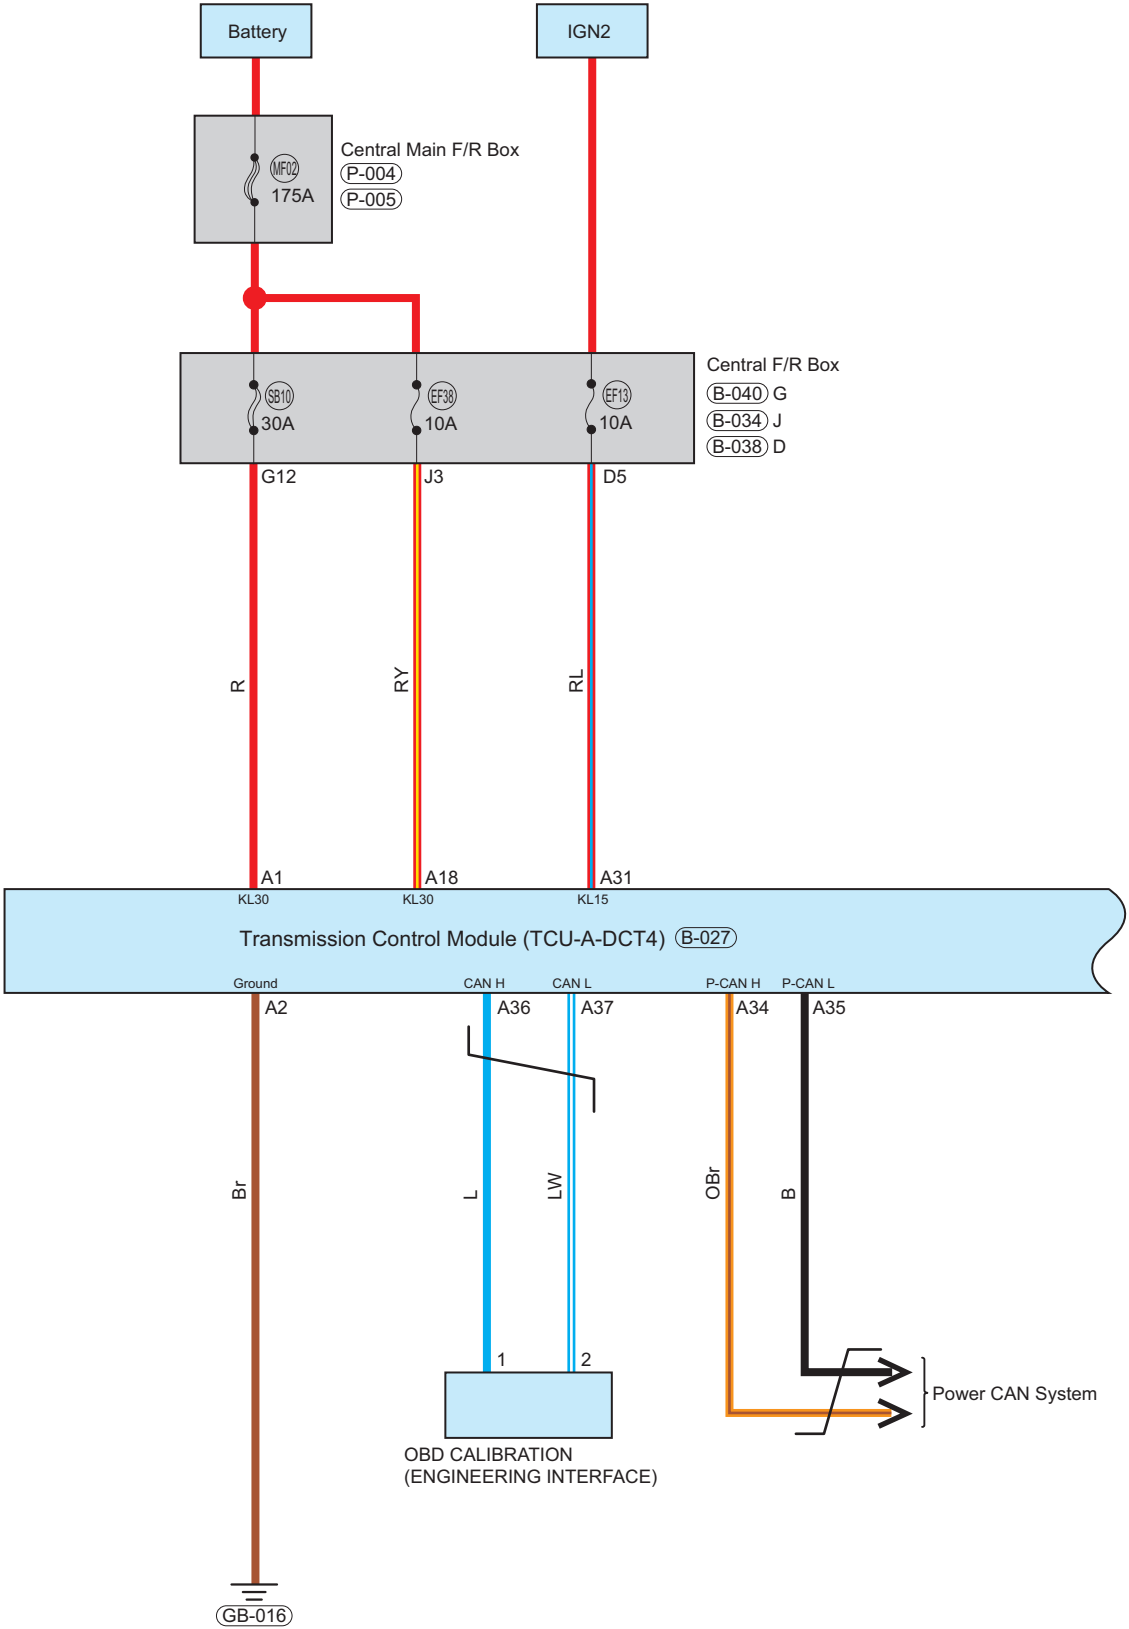 Battery
IGN2
MF02
175A
Central Main F/R Box
P-004
P-005
SB10
30A
EF38
10A
EF13
10A
Central F/R Box
B-040 G
B-034 J
B-038 D
G12
J3
D5
R
RY
RL
A1
A18
A31
KL30
KL30
KL15
Transmission Control Module (TCU-A-DCT4) B-027
Ground
CAN H
CAN L
P-CAN H
P-CAN L
A2
A36
A37
A34
A35
Br
L
LW
OBr
B
1
2
Power CAN System
OBD CALIBRATION
(ENGINEERING INTERFACE)
GB-016